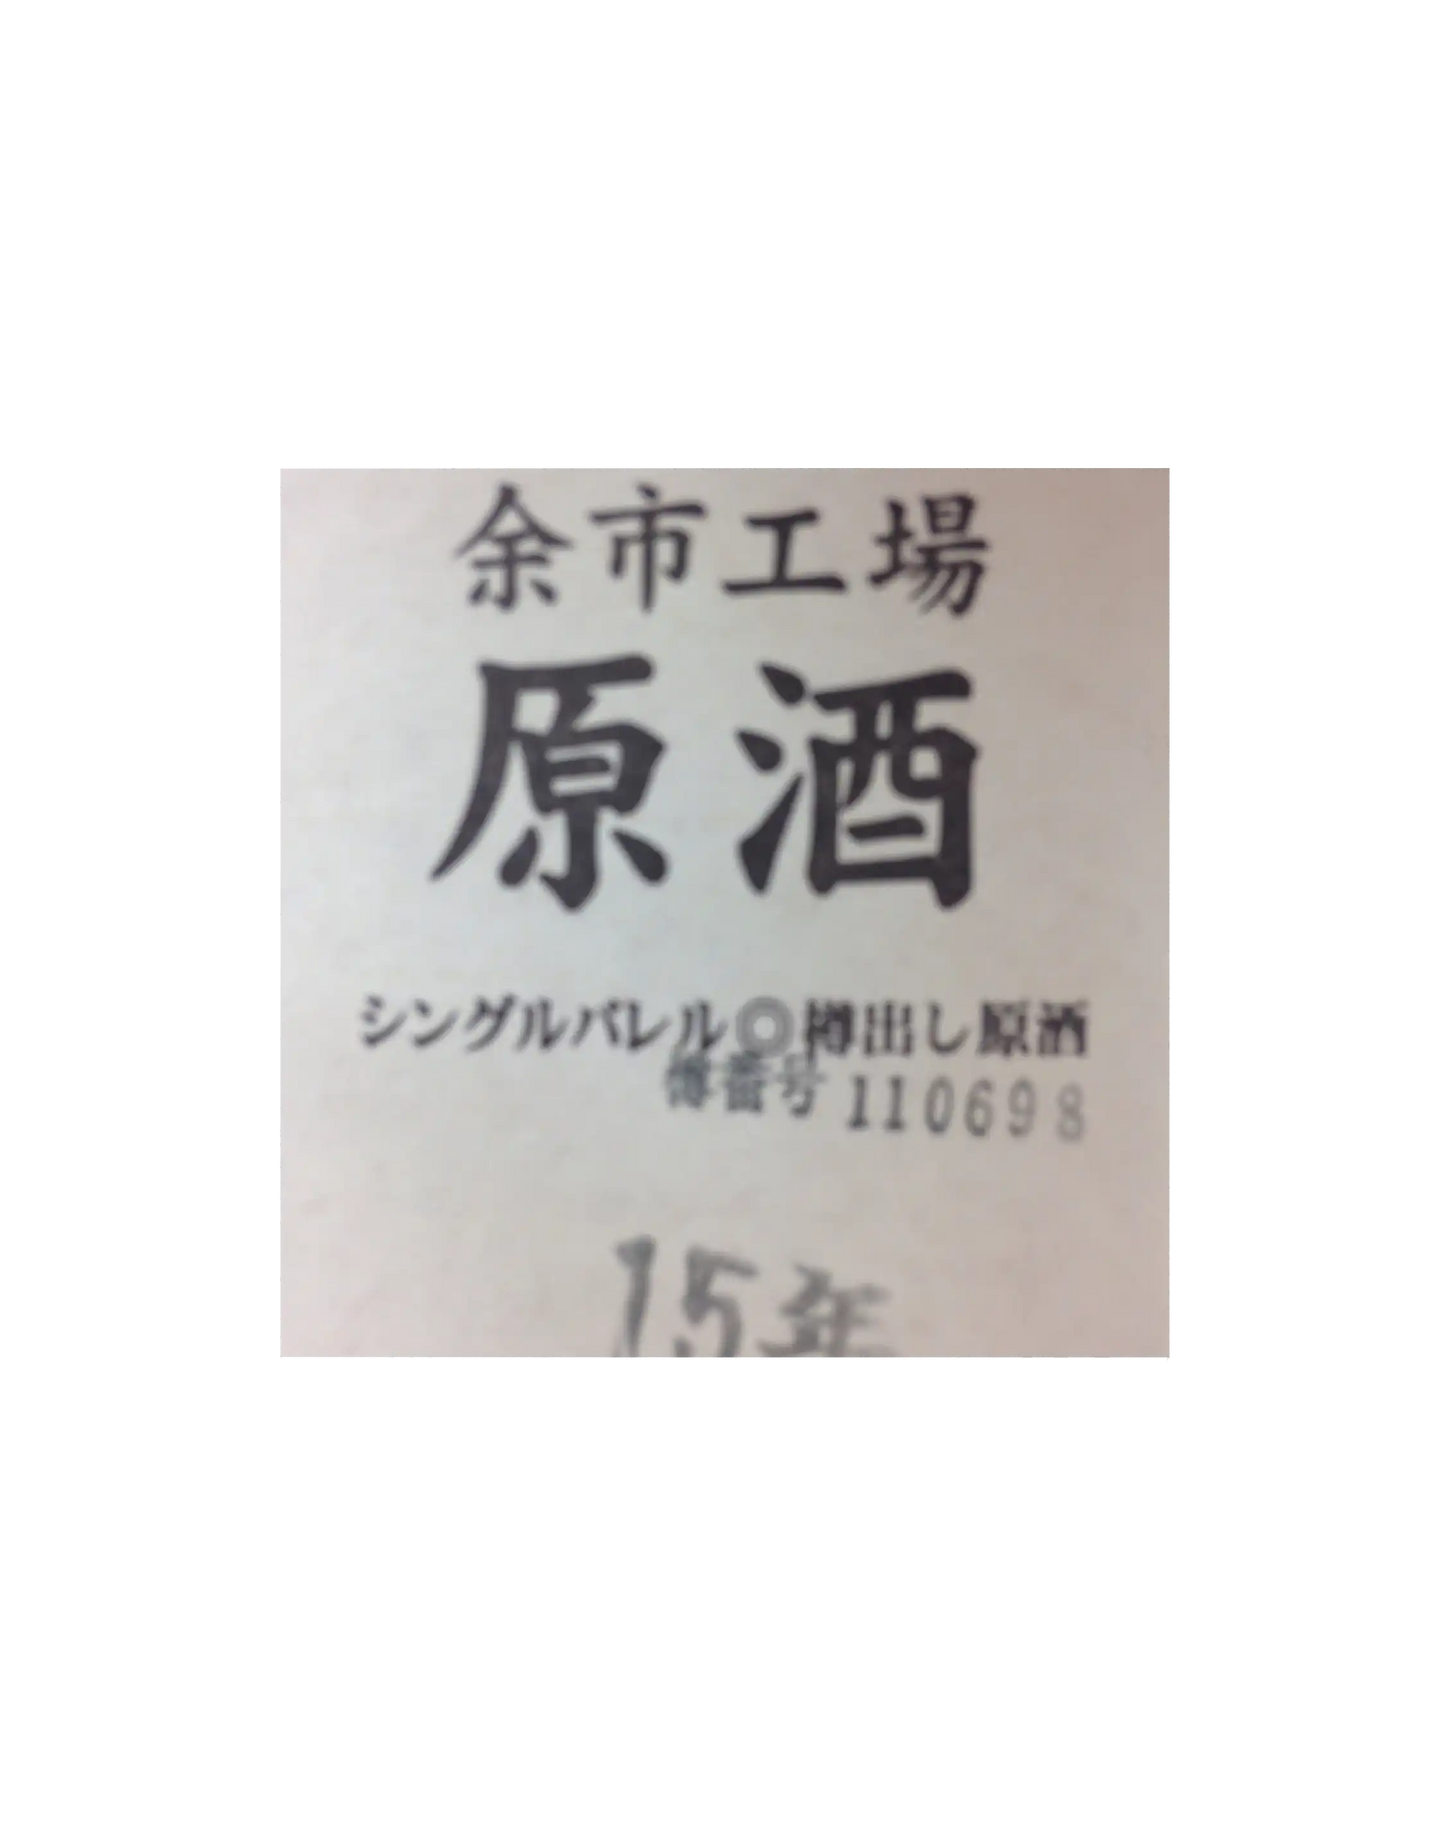 余市工場
原酒
シングルバレル◎樽出し原酒
樽番号 110698
15年